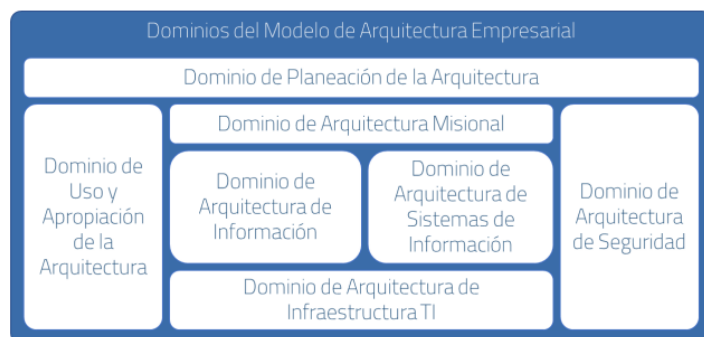 Dominios del Modelo de Arquitectura Empresarial
Dominio de Planeación de la Arquitectura
Dominio de
Uso y
Apropiación
de la
Arquitectura
Dominio de Arquitectura Misional
Dominio de
Arquitectura de
Información
Dominio de
Arquitectura de
Sistemas de
Información
Dominio de Arquitectura de
Infraestructura TI
Dominio de
Arquitectura
de Seguridad